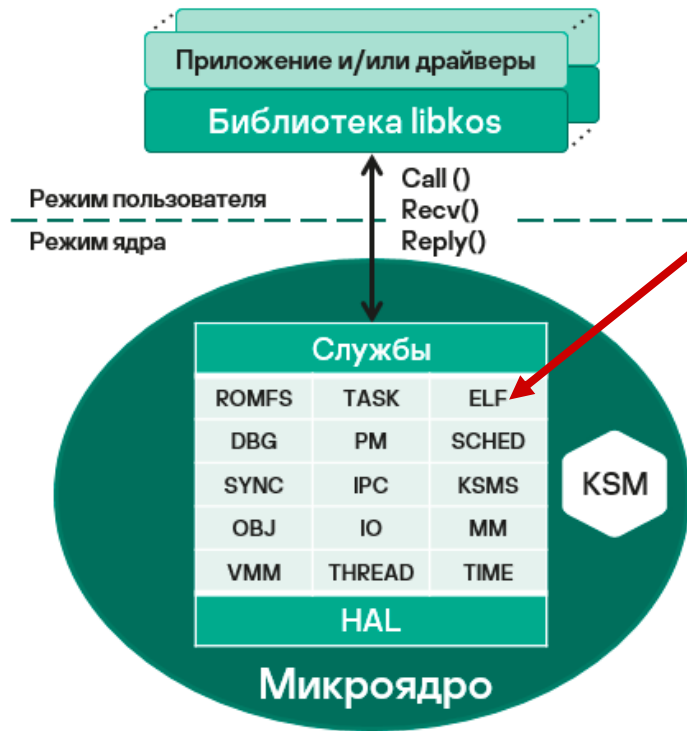 Приложение и/или драйверы
Библиотека libkos
Call ()
Режим пользователя
Recv()
Режим ядра
Reply()
Службы
ROMFS TASK ELF
DBG PM SCHED
SYNC IPC KSMS
KSM
OBJ IO MM
VMM THREAD TIME
HAL
Микроядро